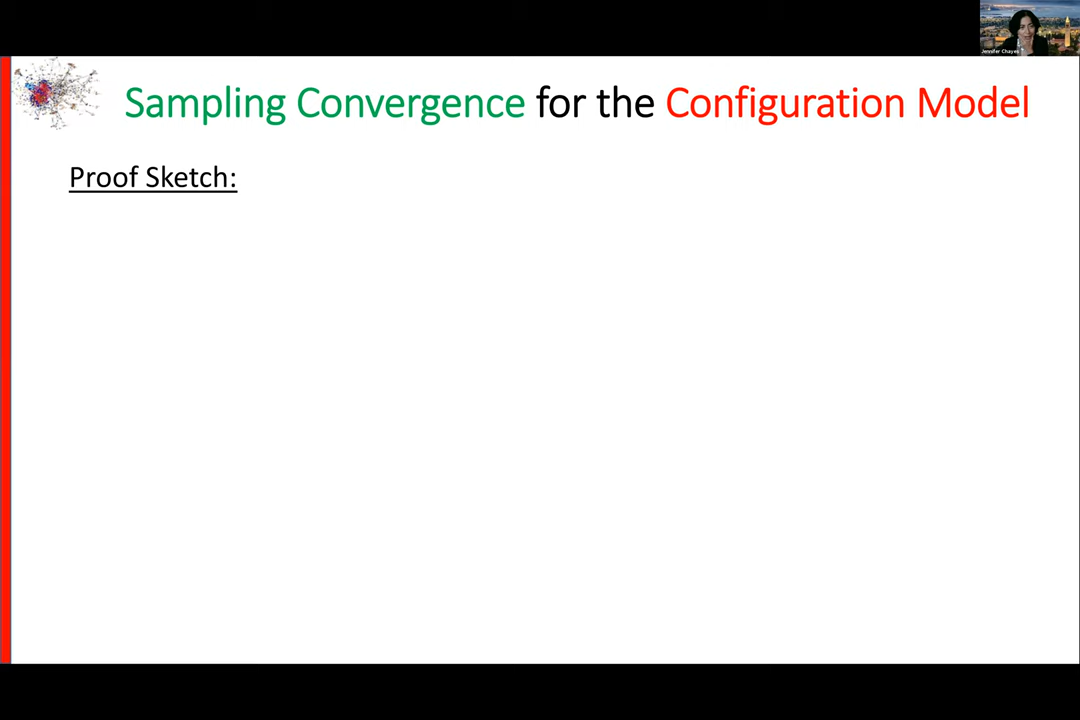 Jennifer Chayes
Sampling Convergence for the Configuration Model
Proof Sketch: